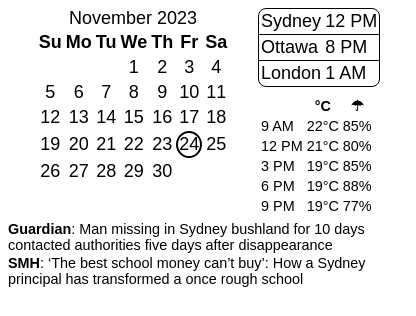 November 2023
Su Mo Tu We Th Fr Sa
1 2 3 4
5 6 7 8 9 10 11
12 13 14 15 16 17 18
19 20 21 22 23 24 25
26 27 28 29 30
Sydney 12 PM
Ottawa 8 PM
London 1 AM
°C ☂
9 AM 22°C 85%
12 PM 21°C 80%
3 PM 19°C 85%
6 PM 19°C 88%
9 PM 19°C 77%
Guardian: Man missing in Sydney bushland for 10 days
contacted authorities five days after disappearance
SMH: ‘The best school money can’t buy’: How a Sydney
principal has transformed a once rough school